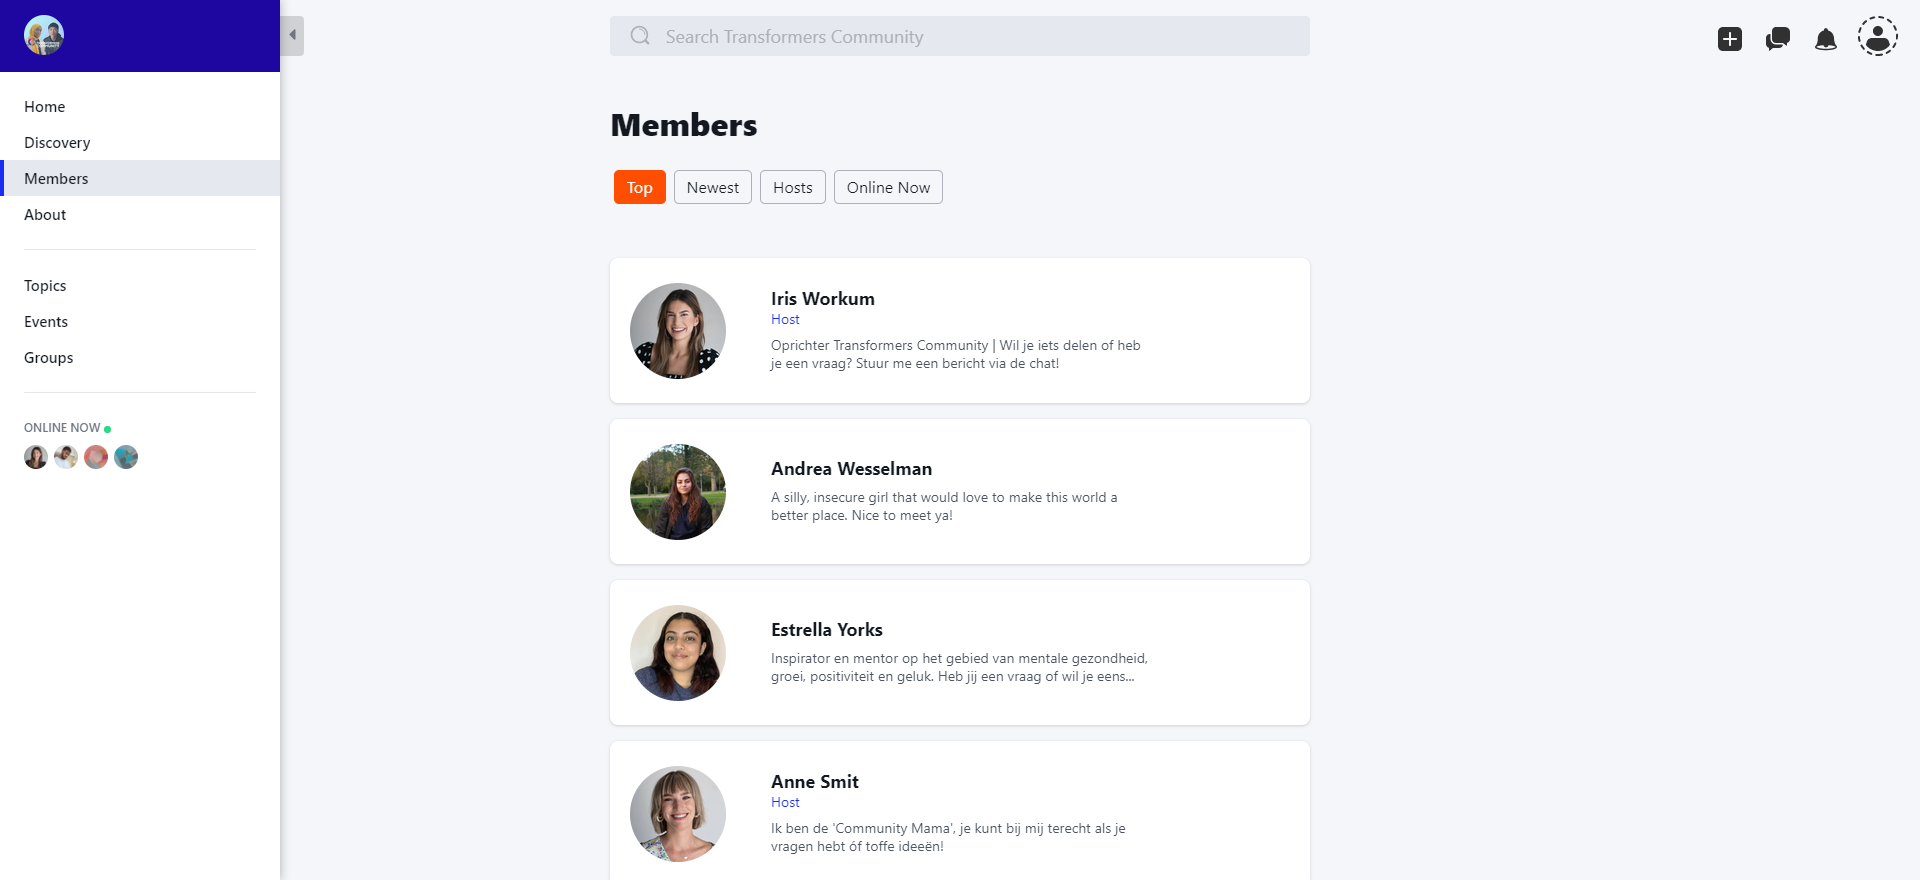 Search Transformers Community
Home
Discovery
Members
About
Topics
Events
Groups
ONLINE NOW
Members
Top
Newest
Hosts
Online Now
Iris Workum
Host
Oprichter Transformers Community | Wil je iets delen of heb
je een vraag? Stuur me een bericht via de chat!
Andrea Wesselman
A silly, insecure girl that would love to make this world a
better place. Nice to meet ya!
Estrella Yorks
Inspirator en mentor op het gebied van mentale gezondheid,
groei, positiviteit en geluk. Heb jij een vraag of wil je eens...
Anne Smit
Host
Ik ben de 'Community Mama', je kunt bij mij terecht als je
vragen hebt óf toffe ideeën!